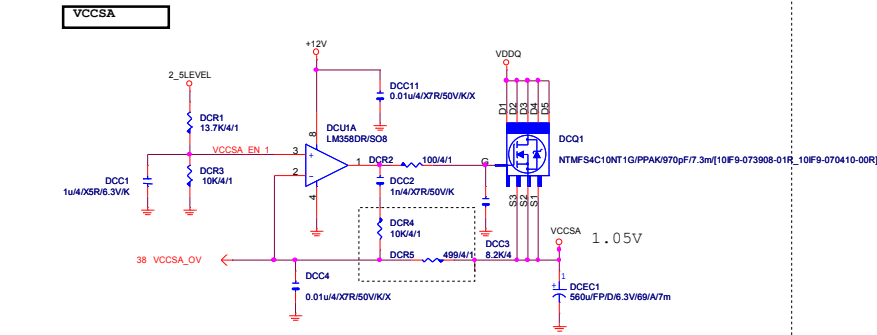 VCCSA
+12V
VDDQ
2_5LEVEL
DCC11
0.01u/4/X7R/50V/K/X
D1
D2
D3
D4
D5
DCR1
13.7K/4/1
DCU1A
LM358DR/SO8
8
DCQ1
VCCSA_EN_1
3
+
1
DCR2
100/4/1
G
NTMFS4C10NT1G/PPAK/970pF/7.3m/[10IF9-073908-01R_10IF9-070410-00R]
DCR3
10K/4/1
2
-
DCC1
1u/4/X5R/6.3V/K
DCC2
1n/4/X7R/50V/K
4
S3
S2
S1
DCR4
10K/4/1
VCCSA
1.05V
DCC3
8.2K/4
38 VCCSA_OV
DCR5
499/4/1
DCC4
0.01u/4/X7R/50V/K/X
1
+
DCEC1
560u/FP/D/6.3V/69/A/7m